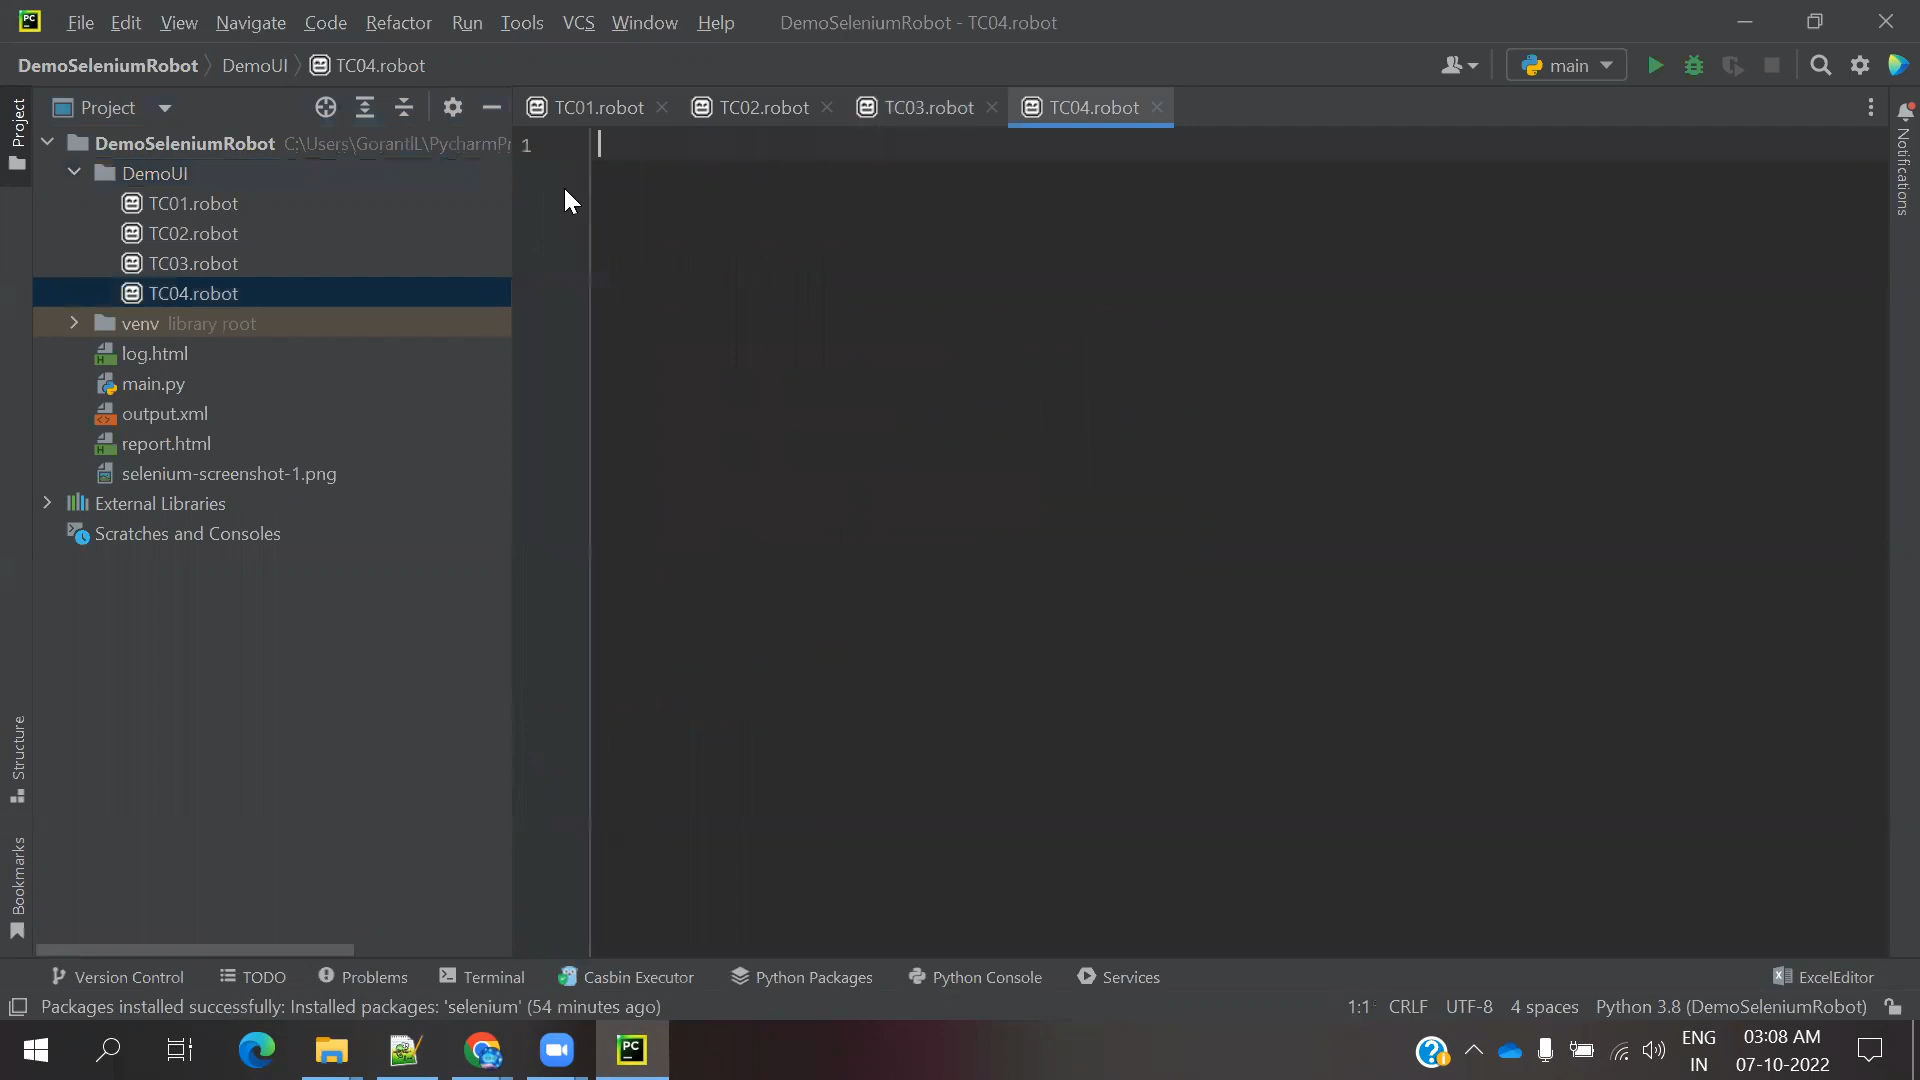 File Edit View Navigate Code Refactor Run Tools VCS Window Help DemoSeleniumRobot - TC04.robot
DemoSeleniumRobot DemoUI TC04.robot main
Project
Project TC01.robot TC02.robot TC03.robot TC04.robot
DemoSeleniumRobot C:\Users\GorantlL\PycharmPr
1
DemoUI
TC01.robot
TC02.robot
TC03.robot
TC04.robot
venv library root
log.html
main.py
output.xml
report.html
selenium-screenshot-1.png
External Libraries
Scratches and Consoles
Notifications
Structure
Bookmarks
Version Control TODO Problems Terminal Casbin Executor Python Packages Python Console Services ExcelEditor
Packages installed successfully: Installed packages: 'selenium' (54 minutes ago) 1:1 CRLF UTF-8 4 spaces Python 3.8 (DemoSeleniumRobot)
ENG 03:08 AM
IN 07-10-2022